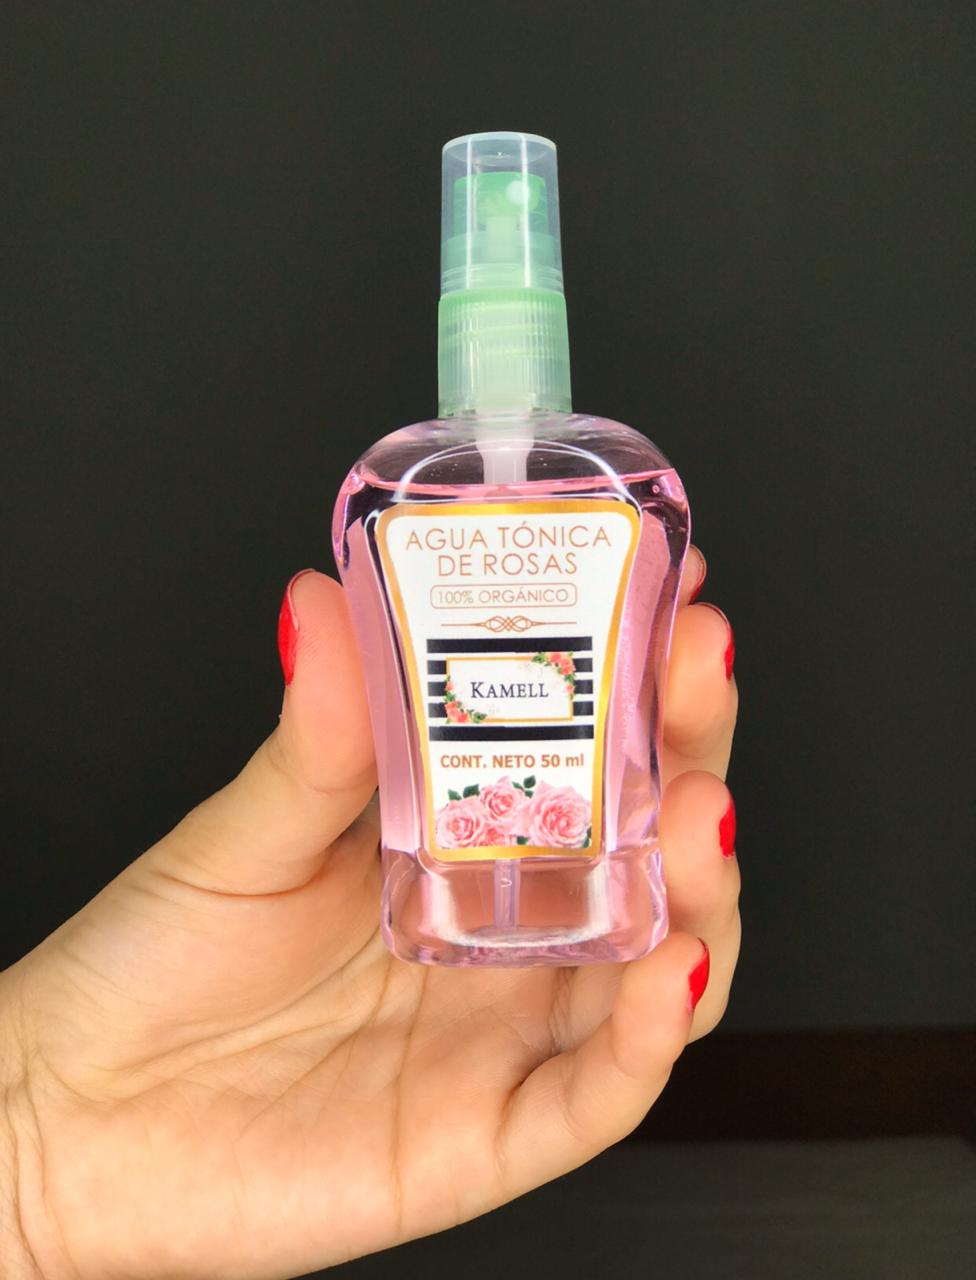 AGUA TÓNICA
DE ROSAS
100% ORGÁNICO
KAMELL
CONT. NETO 50 ml